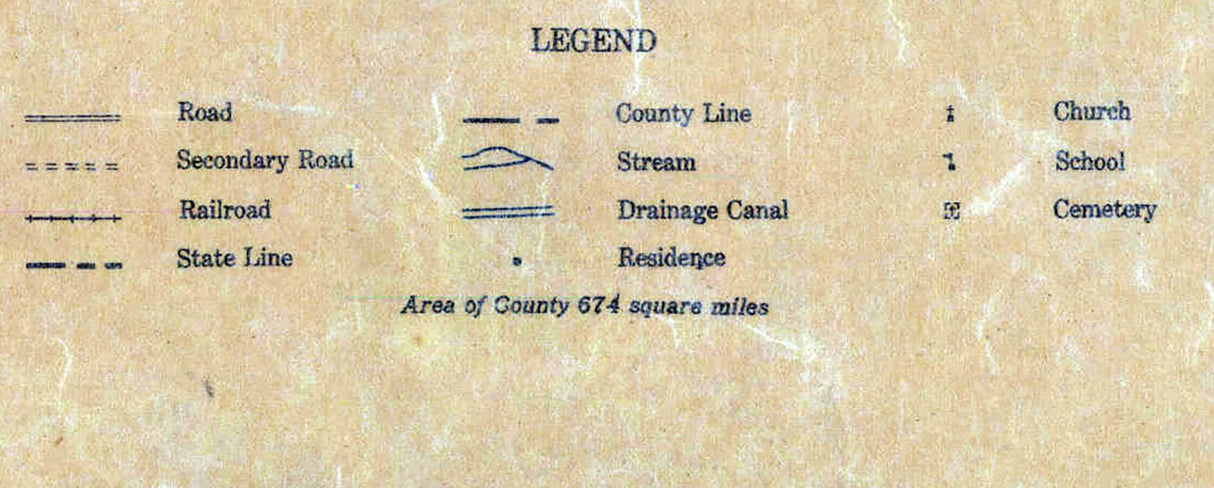 LEGEND
Road
Secondary Road
Railroad
State Line
County Line
Stream
Drainage Canal
Residence
Church
School
Cemetery
Area of County 674 square miles